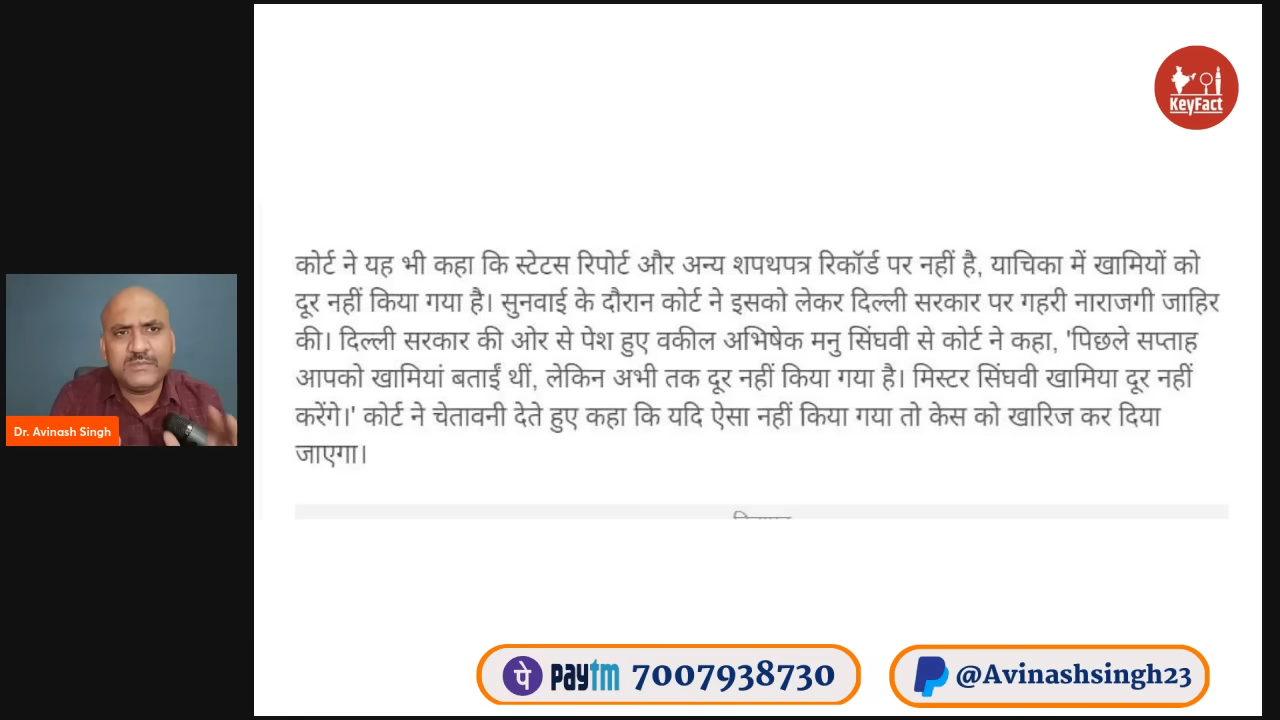 KeyFact
कोर्ट ने यह भी कहा कि स्टेटस रिपोर्ट और अन्य शपथपत्र रिकॉर्ड पर नहीं है, याचिका में खामियों को
दूर नहीं किया गया है। सुनवाई के दौरान कोर्ट ने इसको लेकर दिल्ली सरकार पर गहरी नाराजगी जाहिर
की। दिल्ली सरकार की ओर से पेश हुए वकील अभिषेक मनु सिंघवी से कोर्ट ने कहा, 'पिछले सप्ताह
आपको खामियां बताईं थीं, लेकिन अभी तक दूर नहीं किया गया है। मिस्टर सिंघवी खामिया दूर नहीं
करेंगे।' कोर्ट ने चेतावनी देते हुए कहा कि यदि ऐसा नहीं किया गया तो केस को खारिज कर दिया
जाएगा।
Dr. Avinash Singh
पे paytm 7007938730
@Avinashsingh23